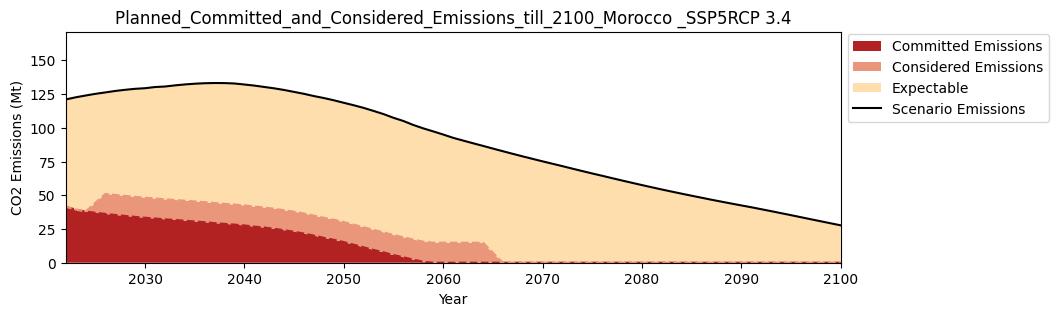 Planned_Committed_and_Considered_Emissions_till_2100_Morocco _SSP5RCP 3.4
CO2 Emissions (Mt)
150
125
100
75
50
25
0
2030 2040 2050 2060 2070 2080 2090 2100
Year
Committed Emissions
Considered Emissions
Expectable
Scenario Emissions